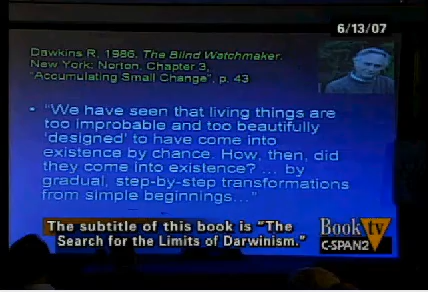 6/13/07
Dawkins R, 1986. The Blind Watchmaker.
New York: Norton, Chapter 3,
"Accumulating Small Change", p. 43
• "We have seen that living things are
too improbable and too beautifully
'designed' to have come into
existence by chance. How, then, did
they come into existence? ... by
gradual, step-by-step transformations
from simple beginnings..."
The subtitle of this book is "The
Search for the Limits of Darwinism."
Book tv
C-SPAN2